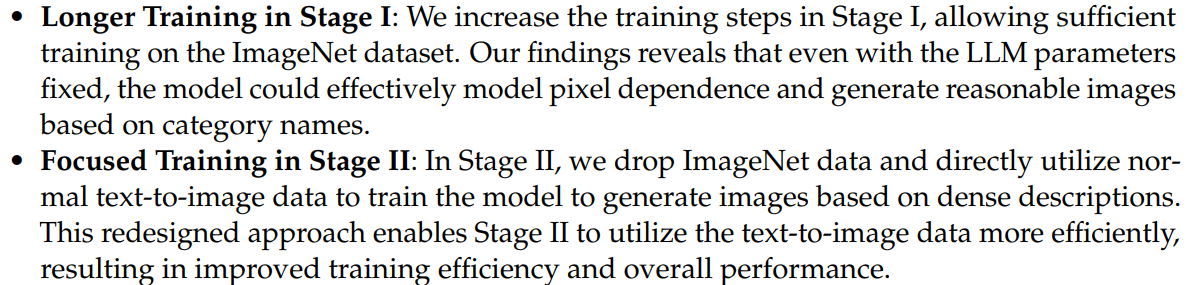 • Longer Training in Stage I: We increase the training steps in Stage I, allowing sufficient
training on the ImageNet dataset. Our findings reveals that even with the LLM parameters
fixed, the model could effectively model pixel dependence and generate reasonable images
based on category names.
• Focused Training in Stage II: In Stage II, we drop ImageNet data and directly utilize nor-
mal text-to-image data to train the model to generate images based on dense descriptions.
This redesigned approach enables Stage II to utilize the text-to-image data more efficiently,
resulting in improved training efficiency and overall performance.